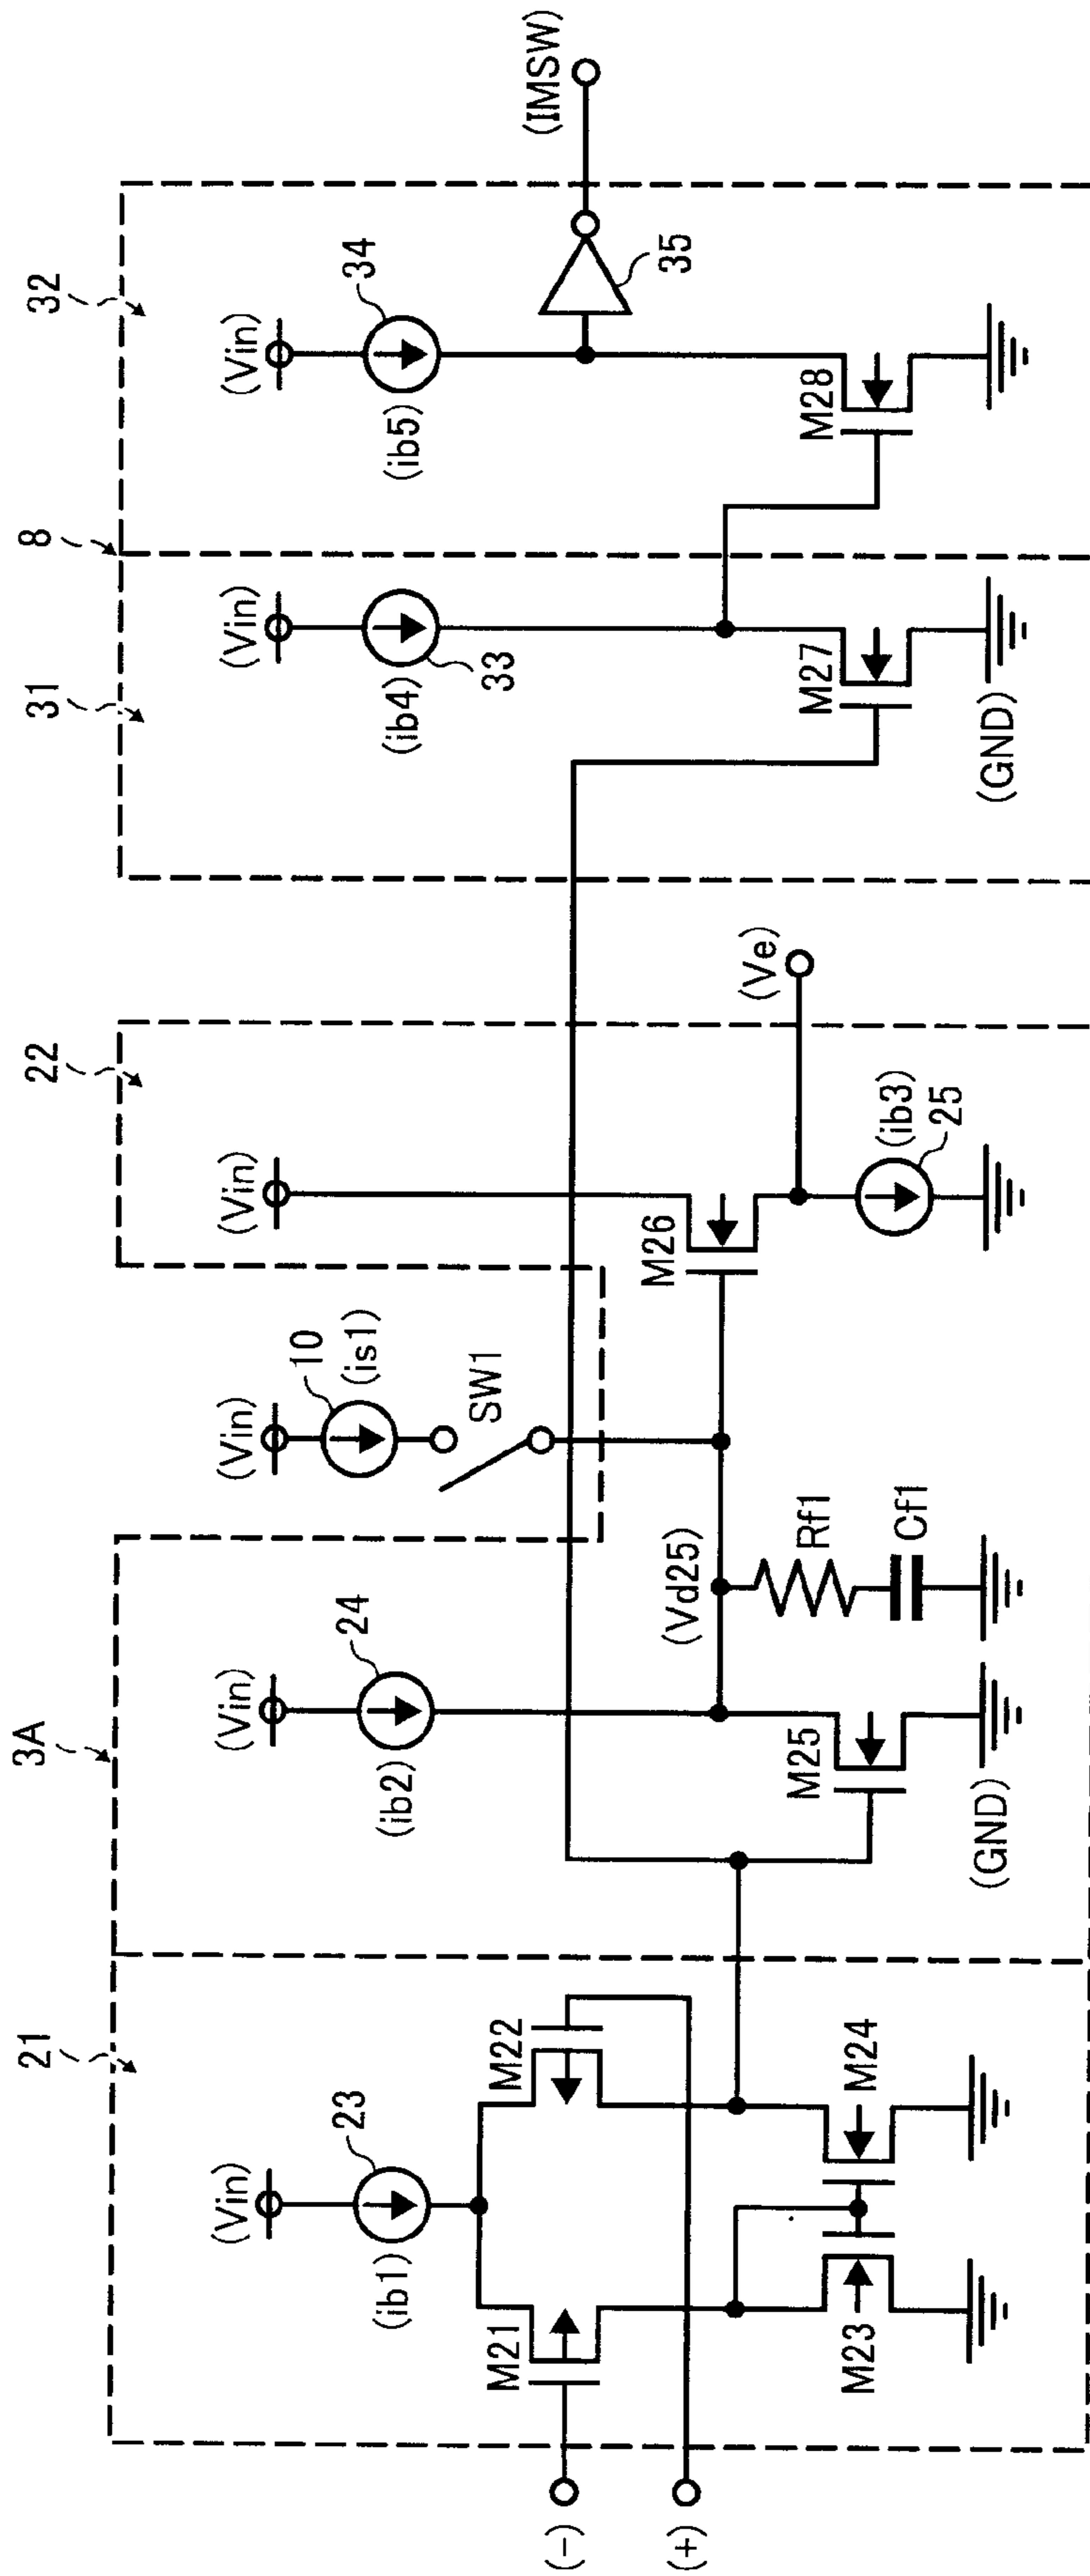 21
3A
22
31
8
32
(Vin)
(Vin)
(Vin)
(Vin)
(Vin)
(Vin)
23
(ib1)
24
(ib2)
10
(is1)
SW1
33
(ib4)
34
(ib5)
35
(IMSW)
M21
M22
(-)
(+)
M23
M24
M25
(GND)
(Vd25)
Rf1
Cf1
M26
(Ve)
(ib3)
25
M27
(GND)
M28